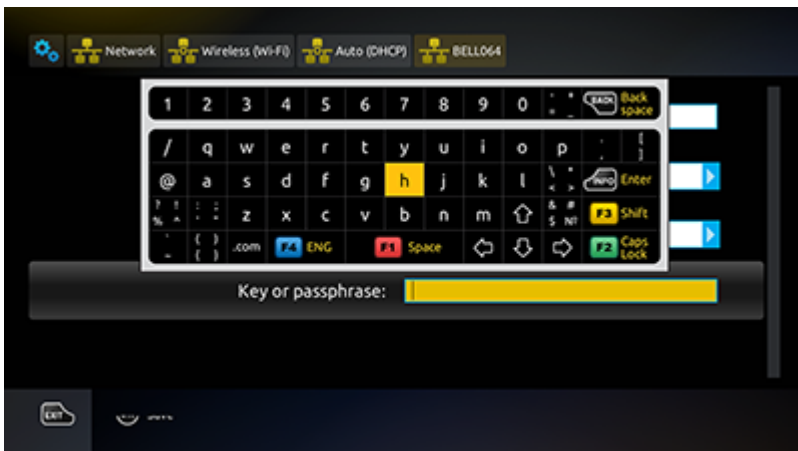 Network Wireless (Wi-Fi) Auto (DHCP) BELL064
1 2 3 4 5 6 7 8 9 0 BACK Back space
/ q w e r t y u i o p
@ a s d f g h j k l INFO Enter
? ! % ^ z x c v b n m & # $ NT F3 Shift
( ) { } .com F4 ENG F1 Space F2 Caps Lock
Key or passphrase:
EXIT